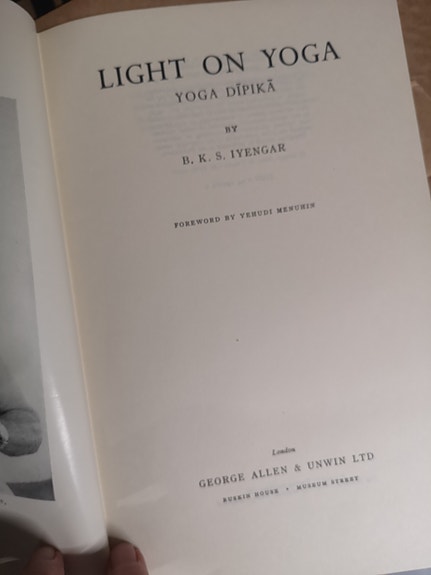 LIGHT ON YOGA
YOGA DĪPIKĀ
BY
B. K. S. IYENGAR
FOREWORD BY YEHUDI MENUHIN
London
GEORGE ALLEN & UNWIN LTD
RUSKIN HOUSE • MUSEUM STREET